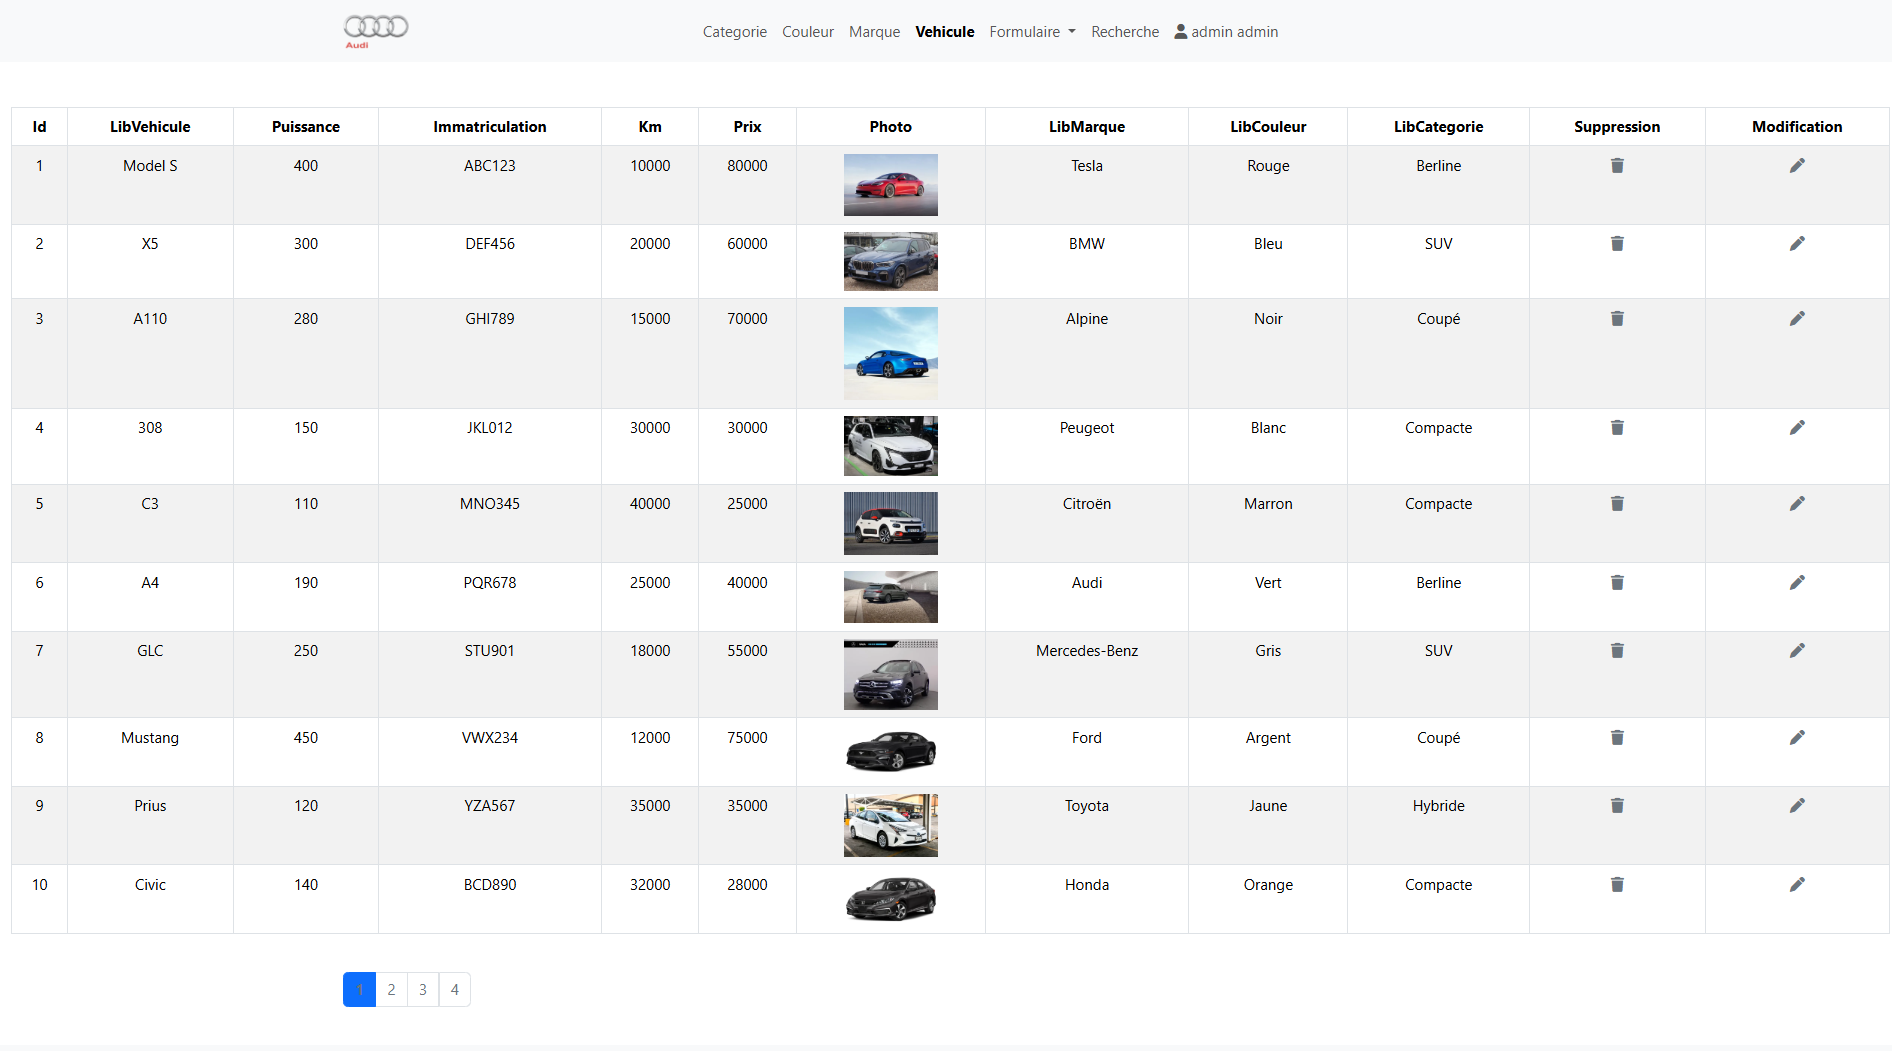 Audi
Categorie Couleur Marque Vehicule Formulaire Recherche admin admin
Id LibVehicule Puissance Immatriculation Km Prix Photo LibMarque LibCouleur LibCategorie Suppression Modification
1 Model S 400 ABC123 10000 80000 Tesla Rouge Berline
2 X5 300 DEF456 20000 60000 BMW Bleu SUV
3 A110 280 GHI789 15000 70000 Alpine Noir Coupé
4 308 150 JKL012 30000 30000 Peugeot Blanc Compacte
5 C3 110 MNO345 40000 25000 Citroën Marron Compacte
6 A4 190 PQR678 25000 40000 Audi Vert Berline
7 GLC 250 STU901 18000 55000 Mercedes-Benz Gris SUV
8 Mustang 450 VWX234 12000 75000 Ford Argent Coupé
9 Prius 120 YZA567 35000 35000 Toyota Jaune Hybride
10 Civic 140 BCD890 32000 28000 Honda Orange Compacte
1 2 3 4